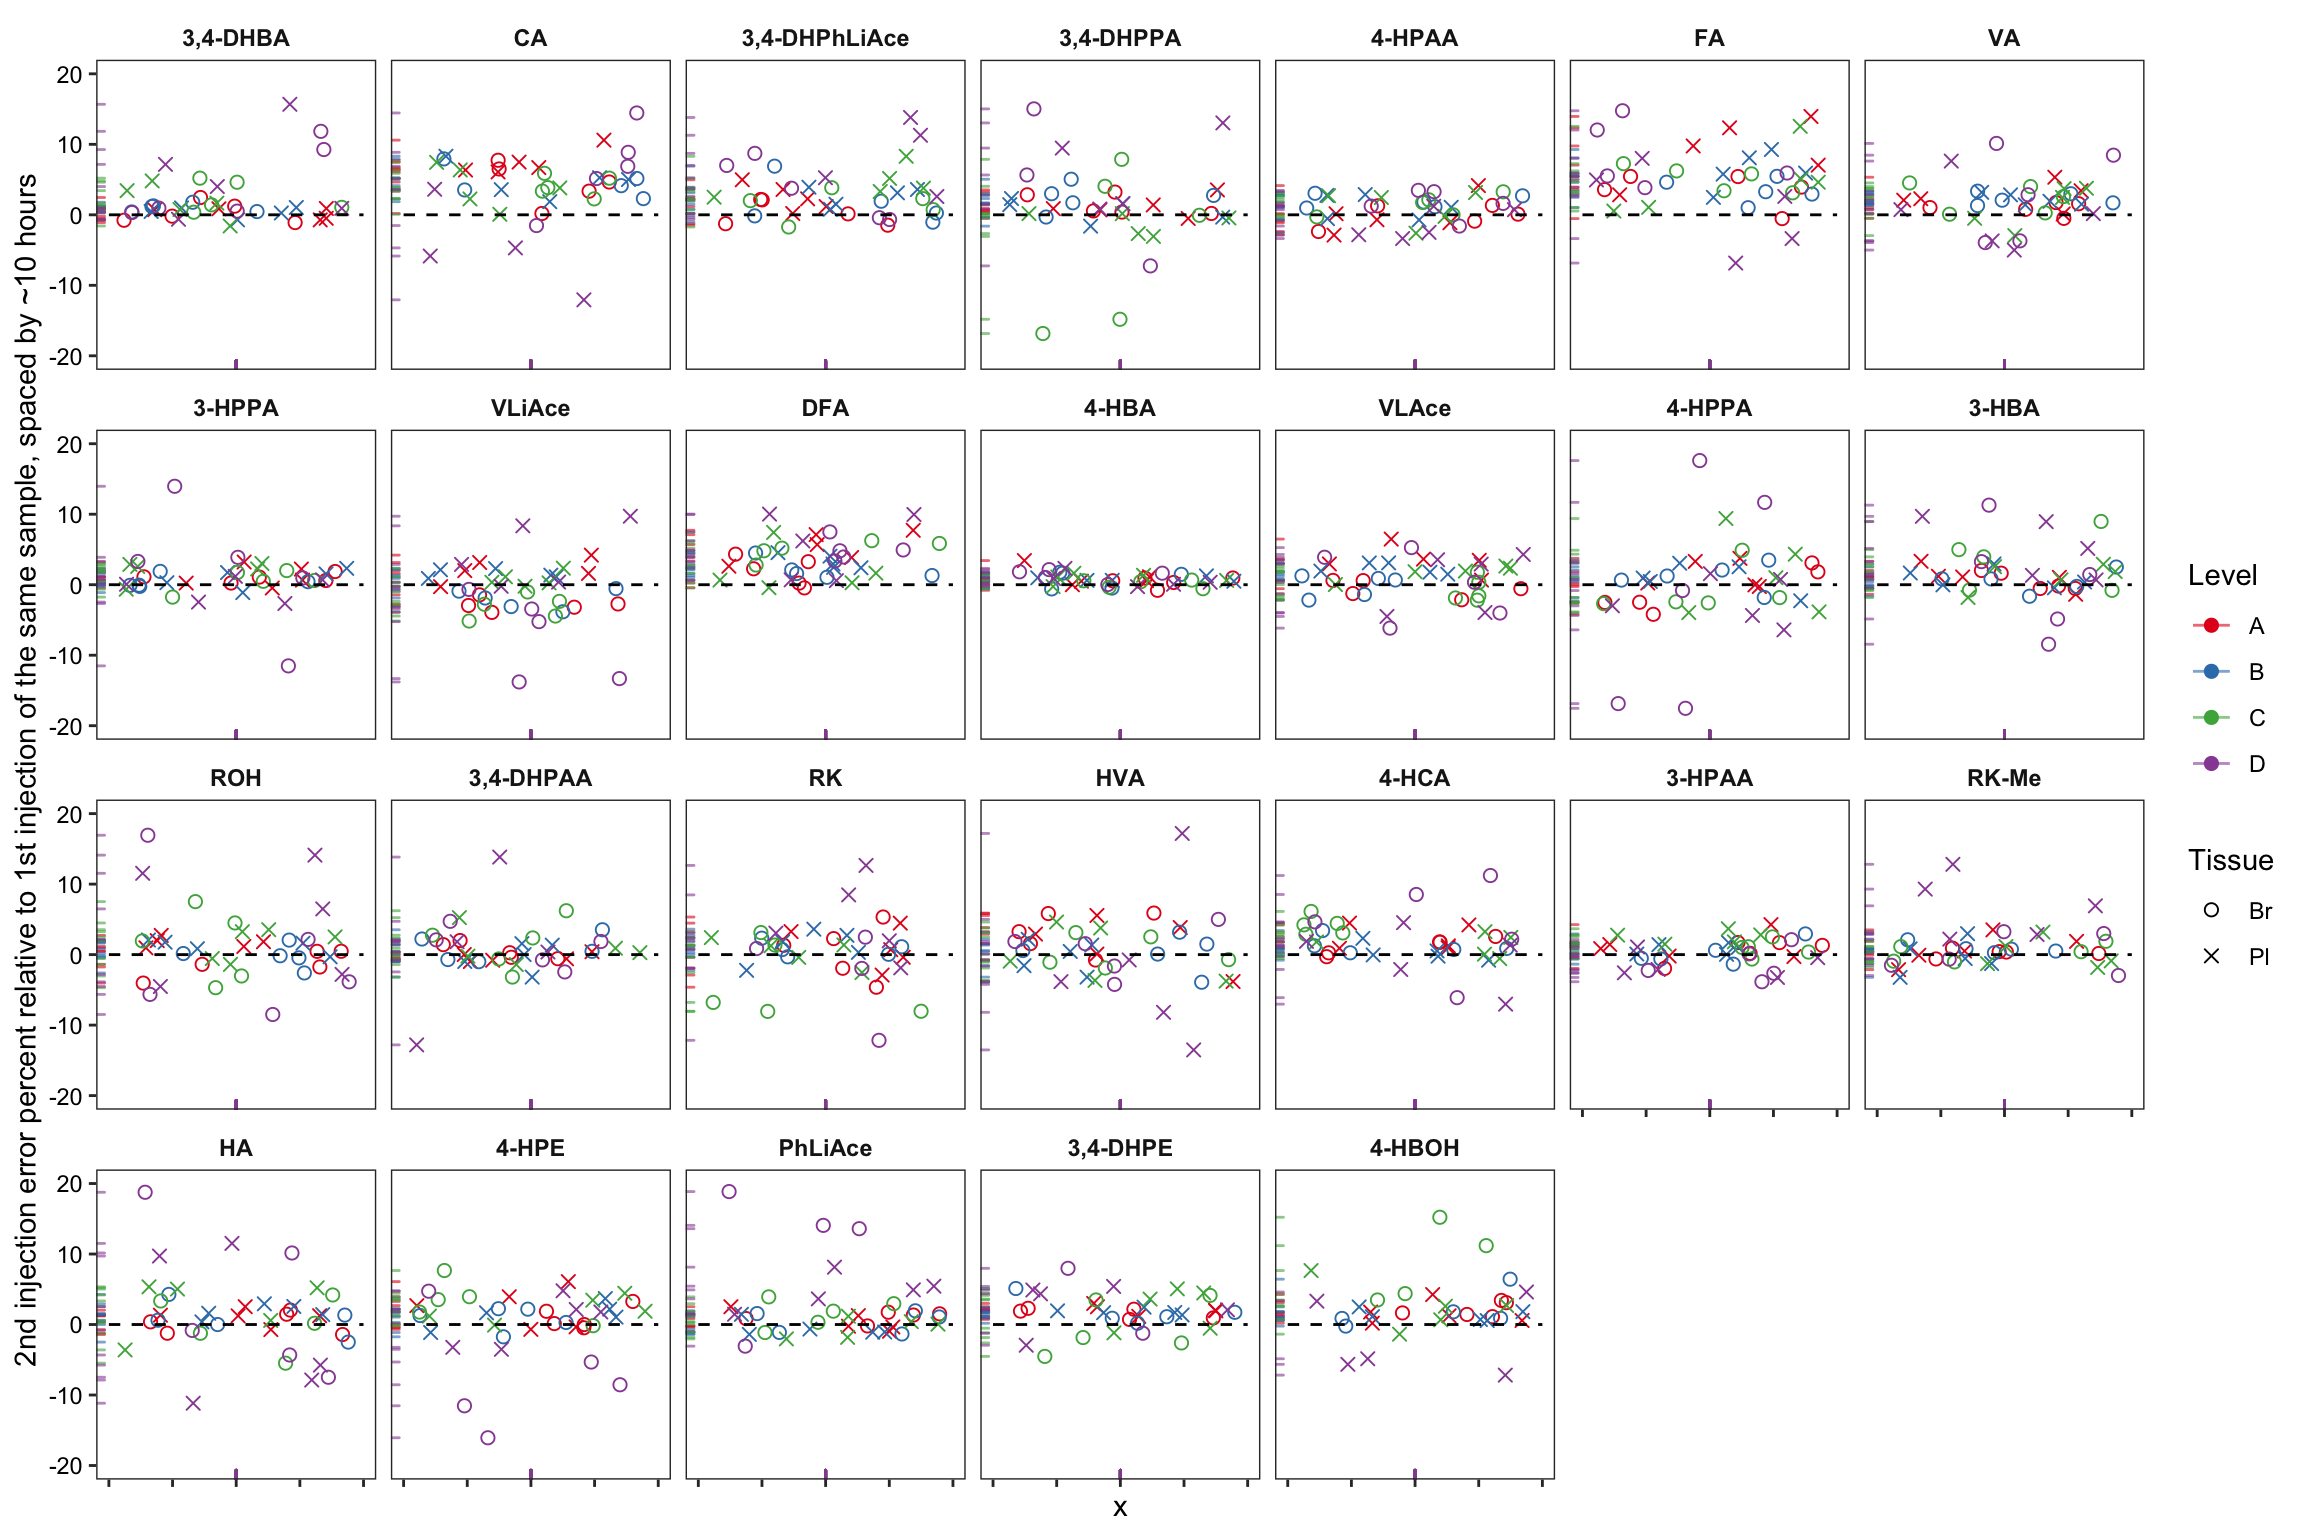 3,4-DHBA CA 3,4-DHPhLiAce 3,4-DHPPA 4-HPAA FA VA
20
10
0
-10
-20
3-HPPA VLiAce DFA 4-HBA VLAce 4-HPPA 3-HBA
20
10
0
-10
-20
ROH 3,4-DHPAA RK HVA 4-HCA 3-HPAA RK-Me
20
10
0
-10
-20
HA 4-HPE PhLiAce 3,4-DHPE 4-HBOH
20
10
0
-10
-20
x
2nd injection error percent relative to 1st injection of the same sample, spaced by ~10 hours
Level
A
B
C
D
Tissue
Br
Pl